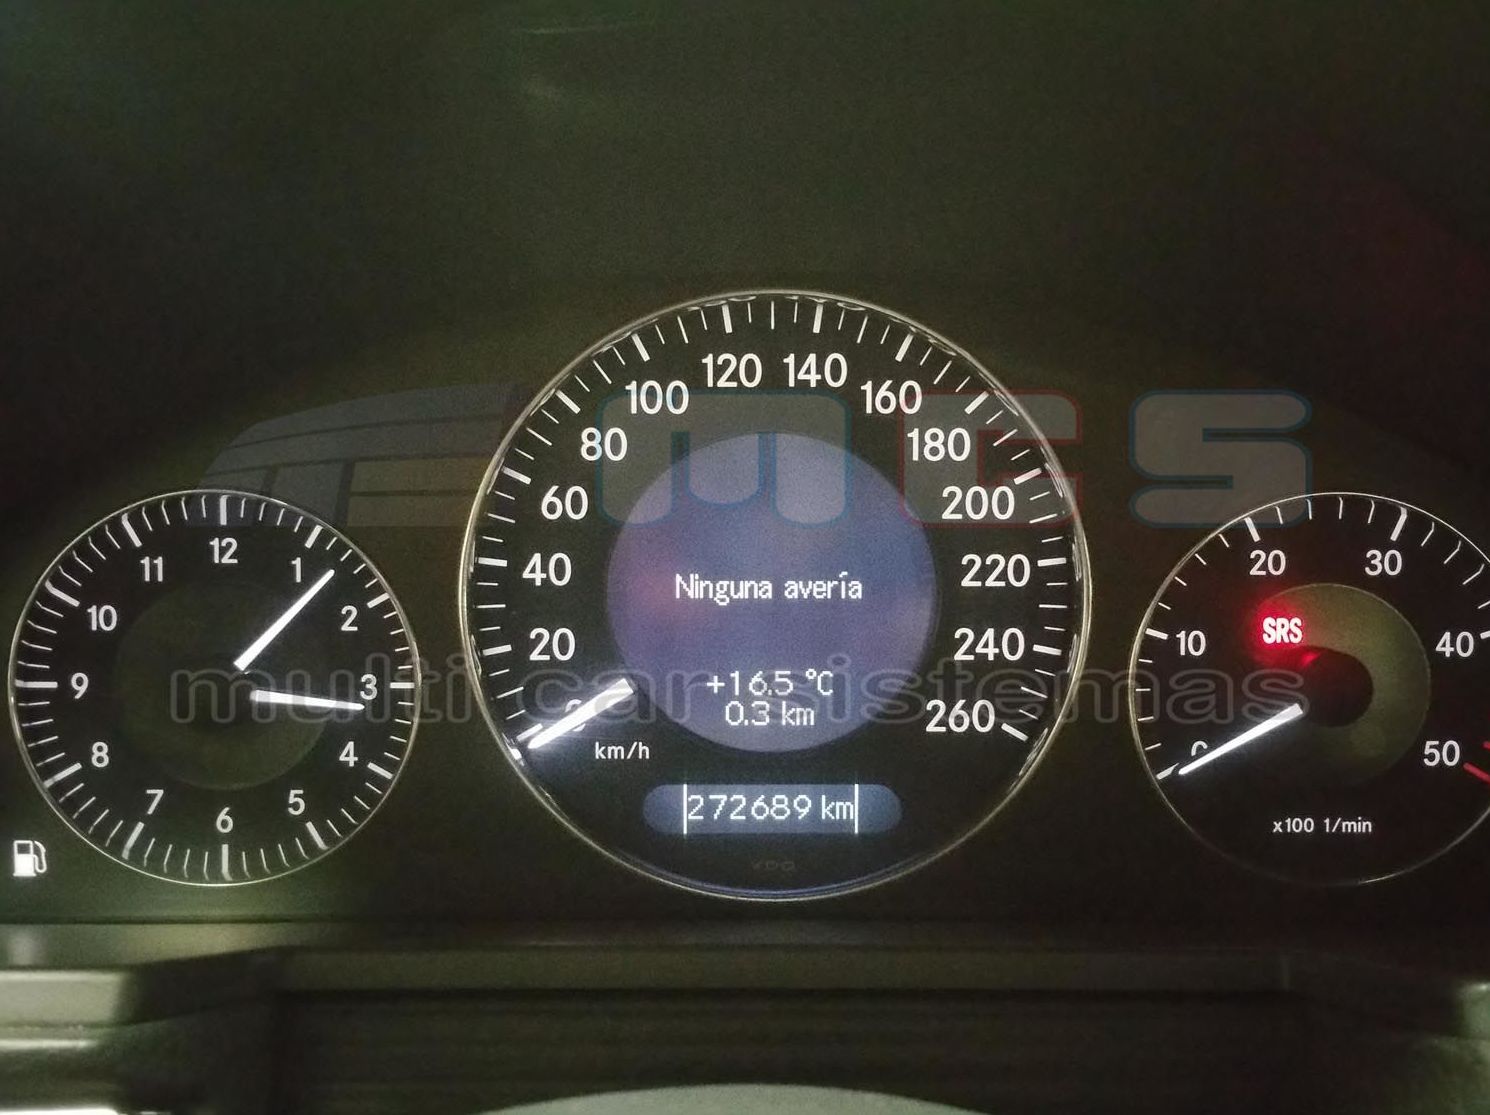 120 140
100 160
80 180
60 200
40 220
20 240
260
km/h
Ninguna avería
+16.5 °C
0.3 km
272689 km
VDO
12
11 1
10 2
9 3
8 4
7 5
6
20 30
10 40
50
SRS
x100 1/min
MCS
multi car sistemas